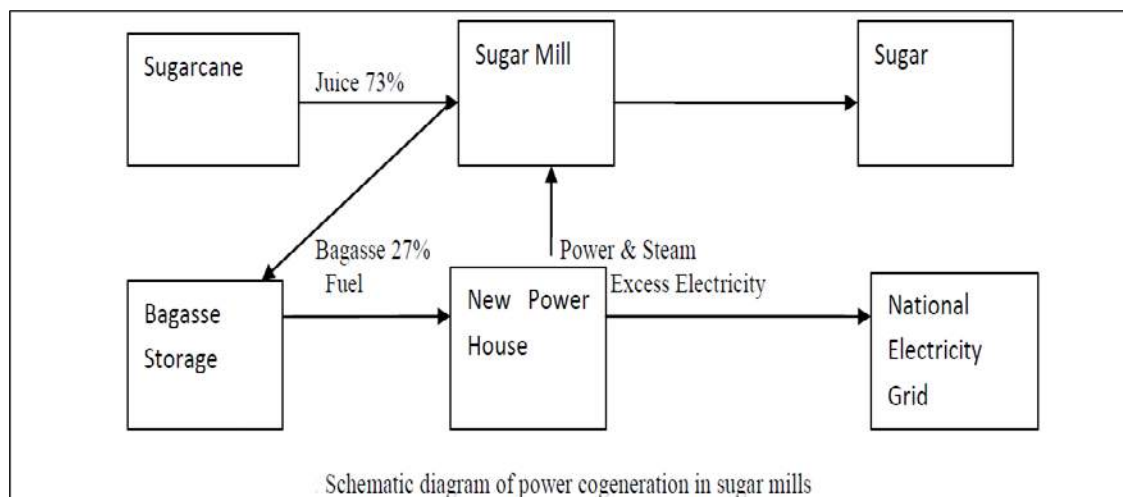 Sugarcane
Juice 73%
Sugar Mill
Sugar
Bagasse 27%
Fuel
Power & Steam
Excess Electricity
Bagasse
Storage
New Power
House
National
Electricity
Grid
Schematic diagram of power cogeneration in sugar mills